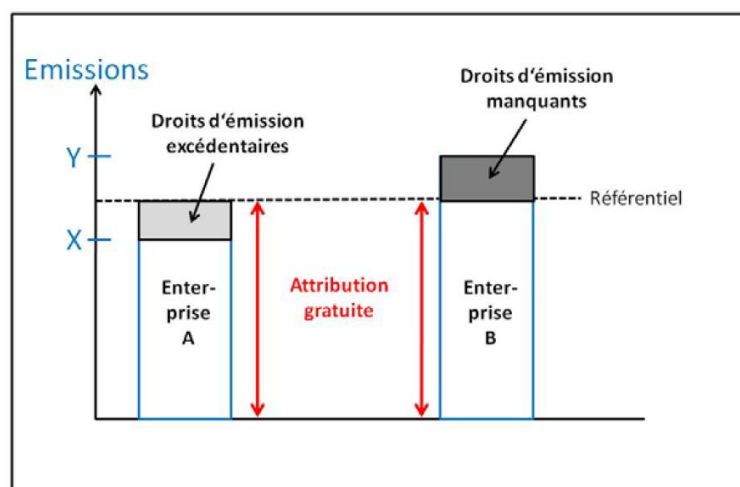 Emissions
Droits d'émission
excédentaires
Droits d'émission
manquants
Y
Référentiel
X
Enter-
prise
A
Attribution
gratuite
Enter-
prise
B